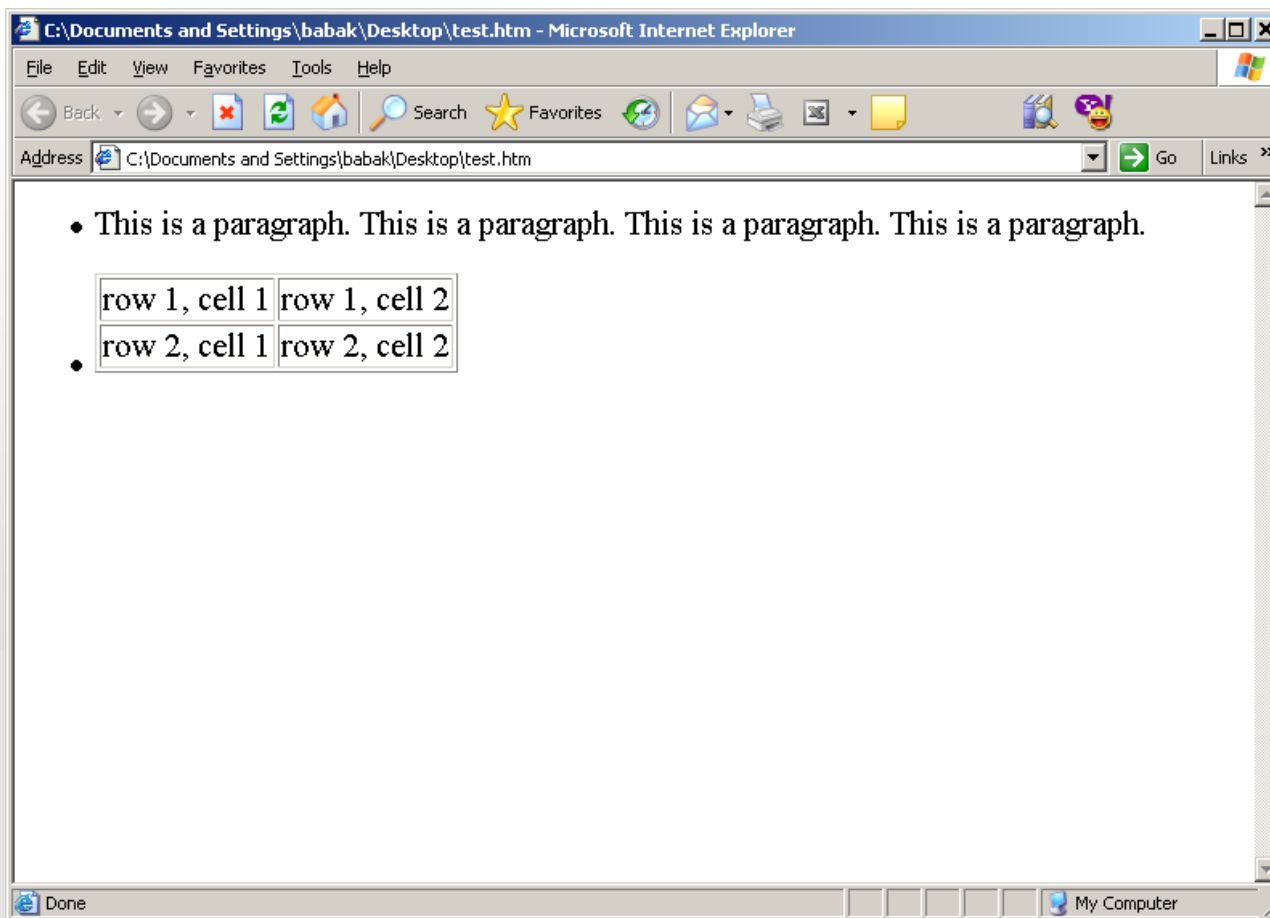 C:\Documents and Settings\babak\Desktop\test.htm - Microsoft Internet Explorer
File Edit View Favorites Tools Help
Back Search Favorites
Address C:\Documents and Settings\babak\Desktop\test.htm Go Links »
• This is a paragraph. This is a paragraph. This is a paragraph. This is a paragraph.
row 1, cell 1 row 1, cell 2
• row 2, cell 1 row 2, cell 2
Done My Computer